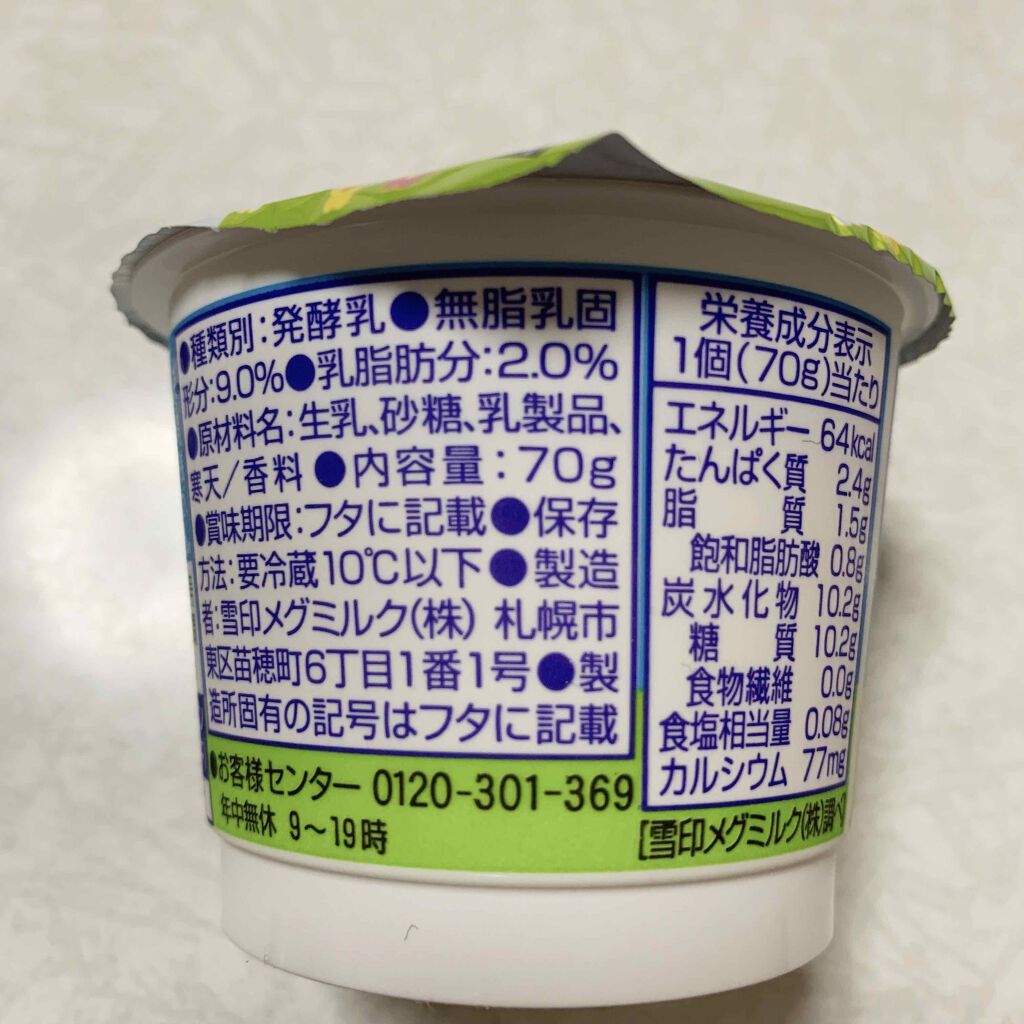 ●種類別:発酵乳●無脂乳固
形分:9.0%●乳脂肪分:2.0%
●原材料名:生乳、砂糖、乳製品、
寒天/香料 ●内容量:70g
●賞味期限:フタに記載●保存
方法:要冷蔵10℃以下●製造
者:雪印メグミルク(株) 札幌市
東区苗穂町6丁目1番1号●製
造所固有の記号はフタに記載
●お客様センター 0120-301-369
年中無休 9～19時
栄養成分表示
1個(70g)当たり
エネルギー 64kcal
たんぱく質 2.4g
脂質 1.5g
飽和脂肪酸 0.8g
炭水化物 10.2g
糖質 10.2g
食物繊維 0.0g
食塩相当量 0.08g
カルシウム 77mg
[雪印メグミルク(株)調べ